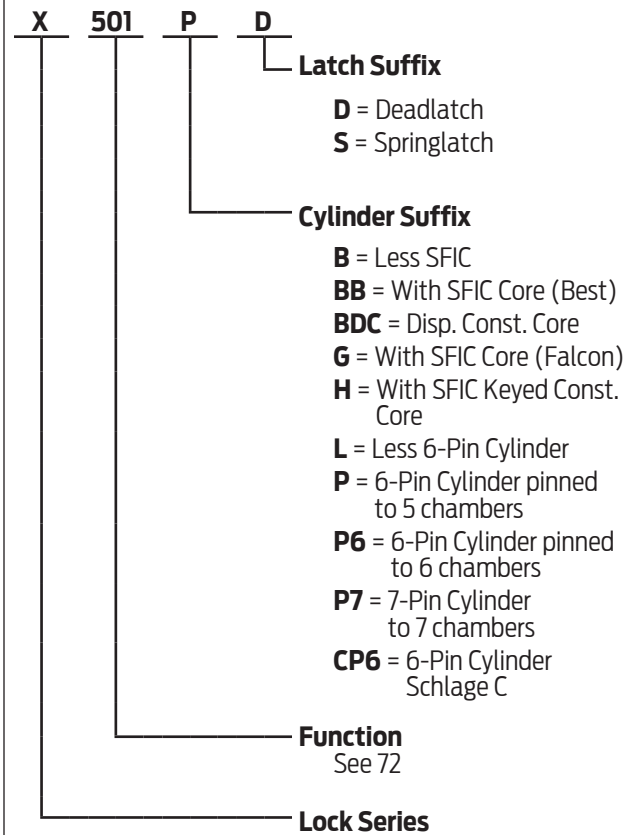 X 501 P D
Latch Suffix
D = Deadlatch
S = Springlatch
Cylinder Suffix
B = Less SFIC
BB = With SFIC Core (Best)
BDC = Disp. Const. Core
G = With SFIC Core (Falcon)
H = With SFIC Keyed Const.
Core
L = Less 6-Pin Cylinder
P = 6-Pin Cylinder pinned
to 5 chambers
P6 = 6-Pin Cylinder pinned
to 6 chambers
P7 = 7-Pin Cylinder
to 7 chambers
CP6 = 6-Pin Cylinder
Schlage C
Function
See 72
Lock Series